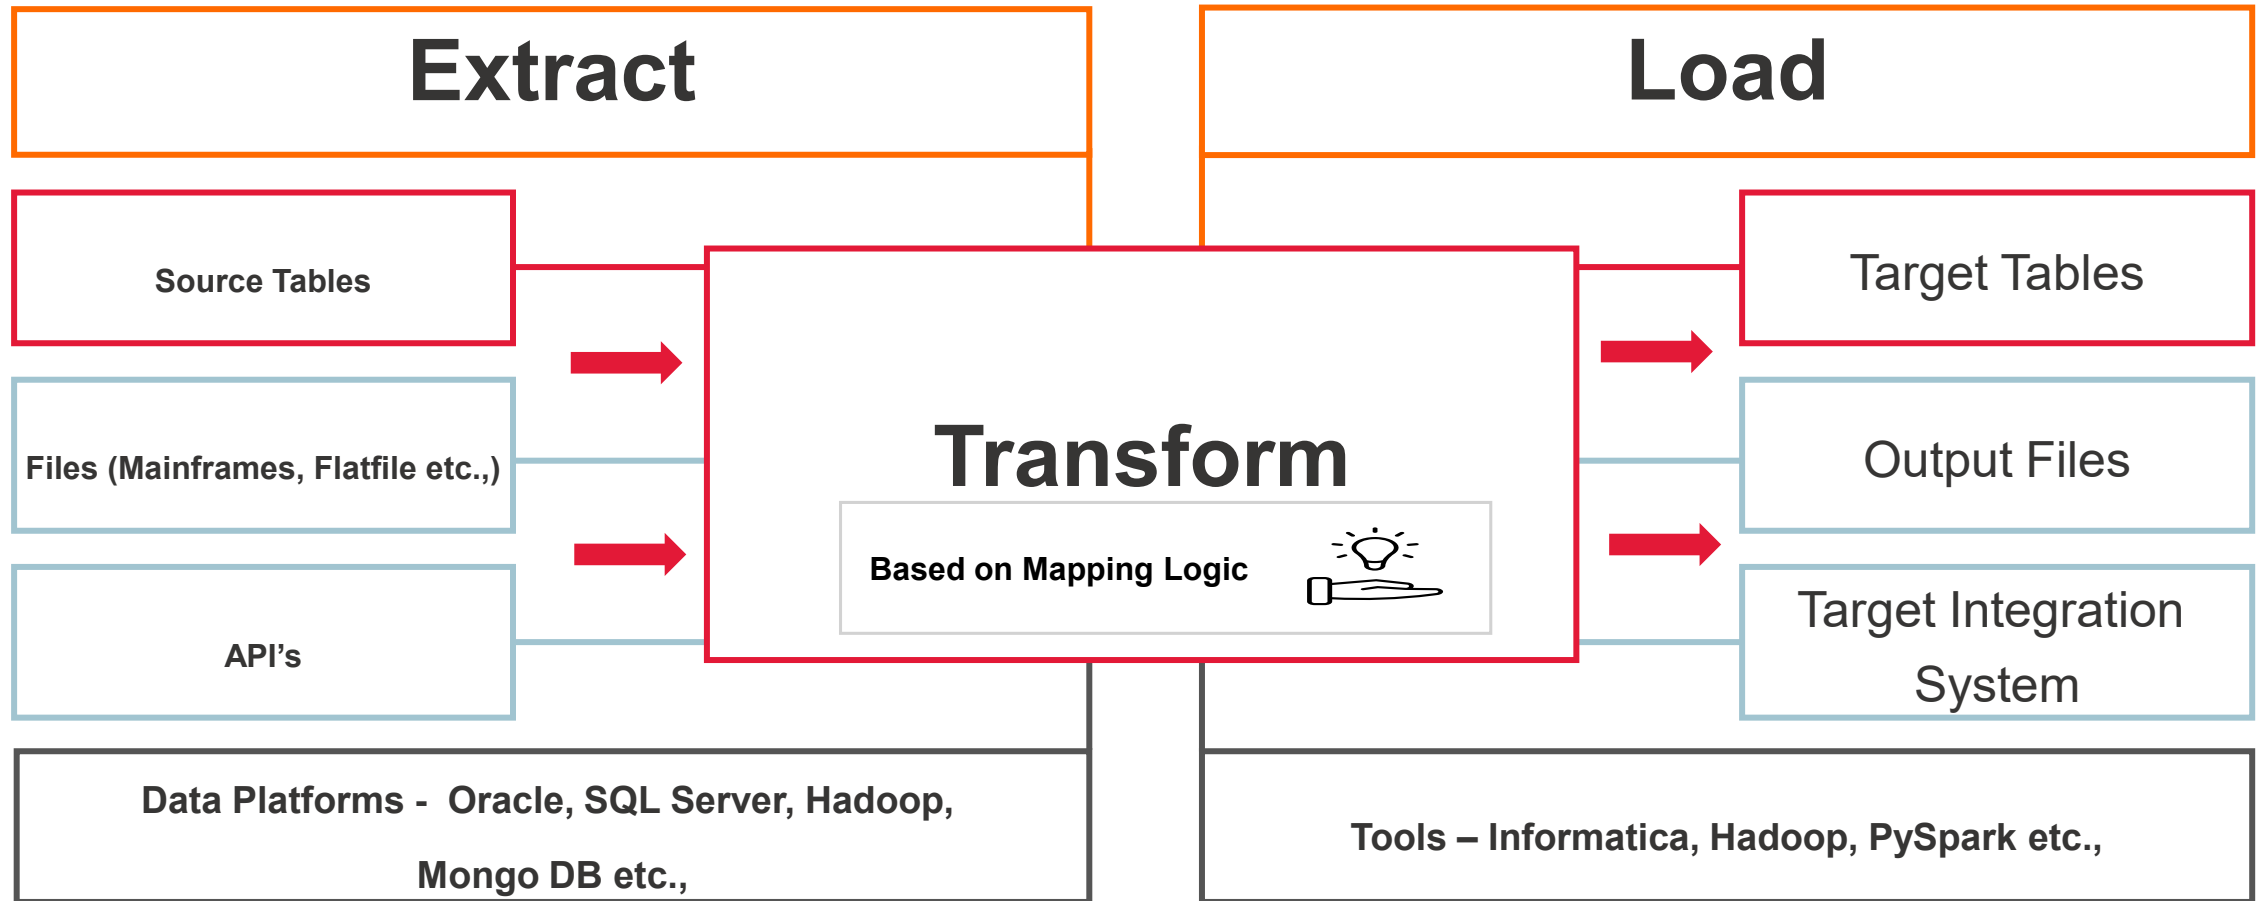 Extract
Load
Source Tables
Files (Mainframes, Flatfile etc.,)
API’s
Transform
Based on Mapping Logic
Target Tables
Output Files
Target Integration
System
Data Platforms -  Oracle, SQL Server, Hadoop,
Mongo DB etc.,
Tools – Informatica, Hadoop, PySpark etc.,